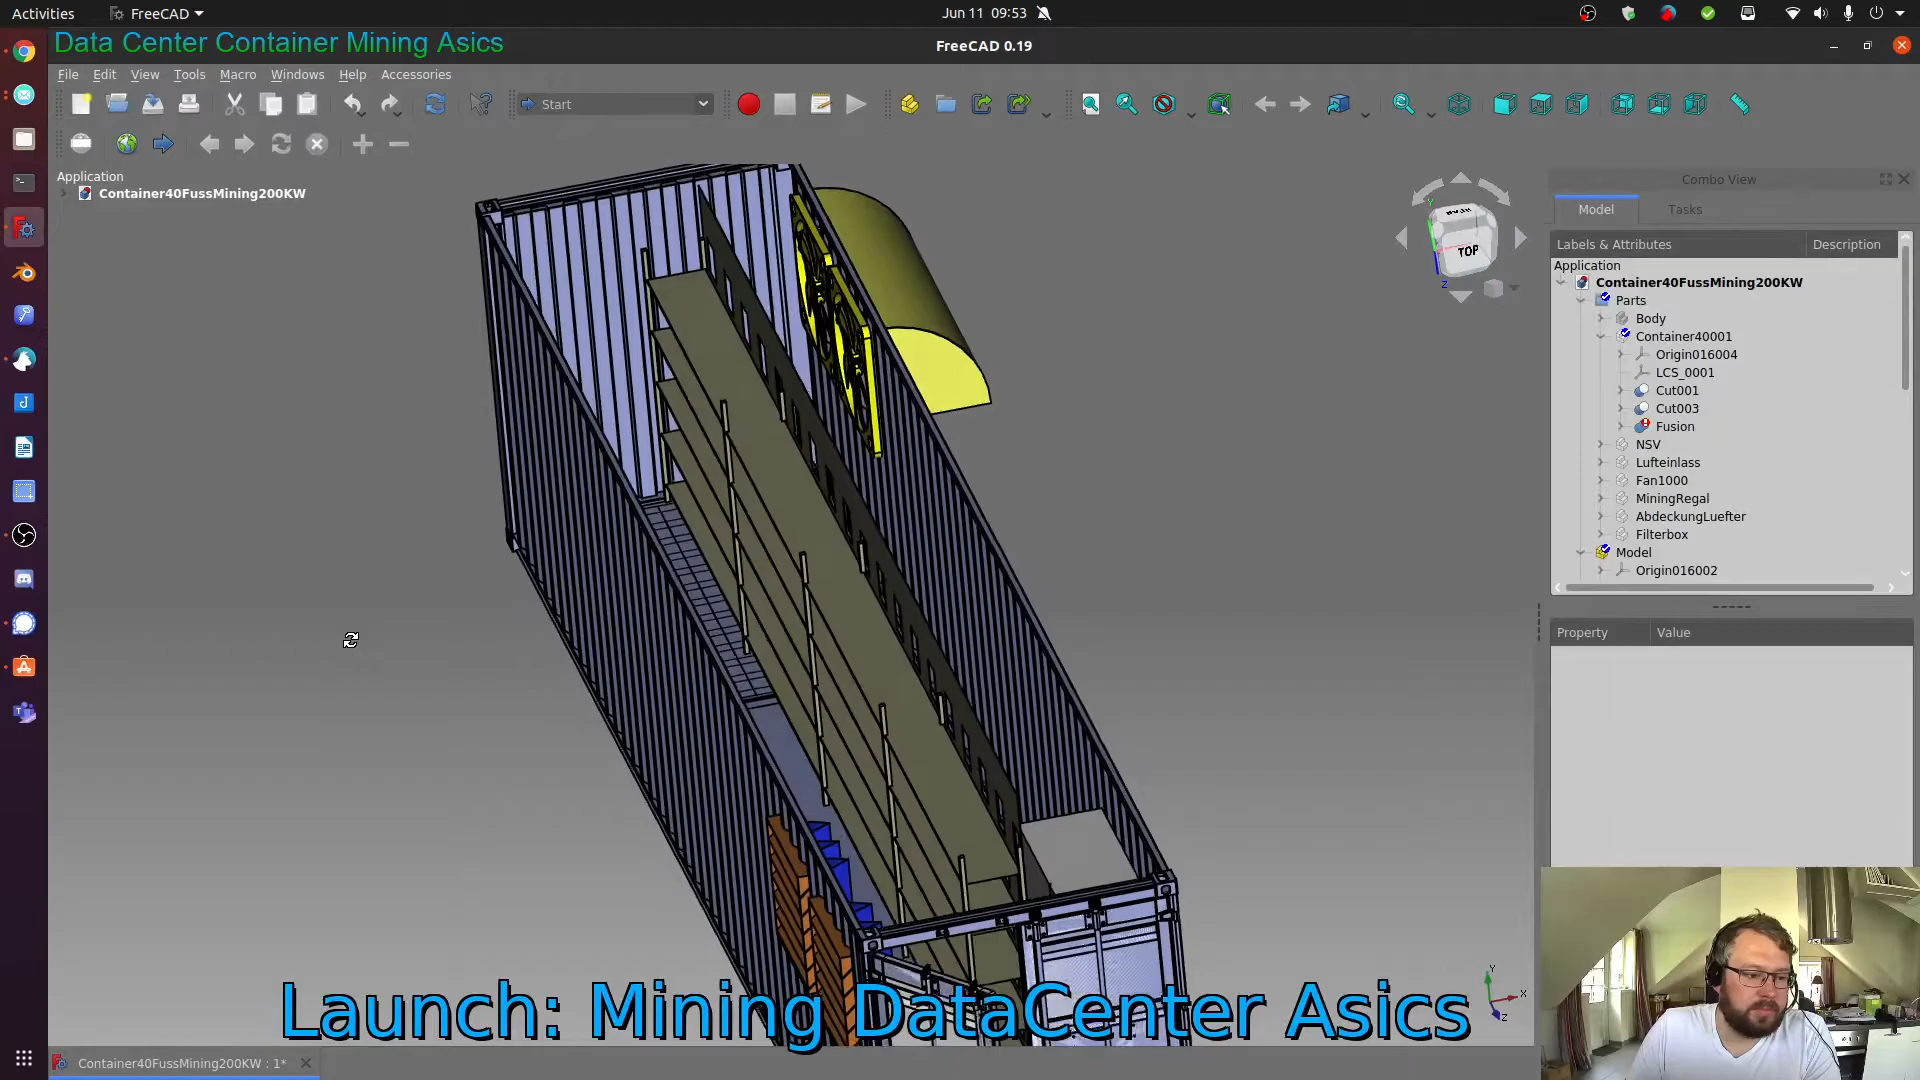 Activities
FreeCAD
Jun 11 09:53
Data Center Container Mining Asics
FreeCAD 0.19
File Edit View Tools Macro Windows Help Accessories
Start
Application
Container40FussMining200KW
TOP
Y
Z
Combo View
Model Tasks
Labels & Attributes Description
Application
Container40FussMining200KW
Parts
Body
Container40001
Origin016004
LCS_0001
Cut001
Cut003
Fusion
NSV
Lufteinlass
Fan1000
MiningRegal
AbdeckungLuefter
Filterbox
Model
Origin016002
Property Value
Y
X
Z
Launch: Mining DataCenter Asics
Container40FussMining200KW : 1*